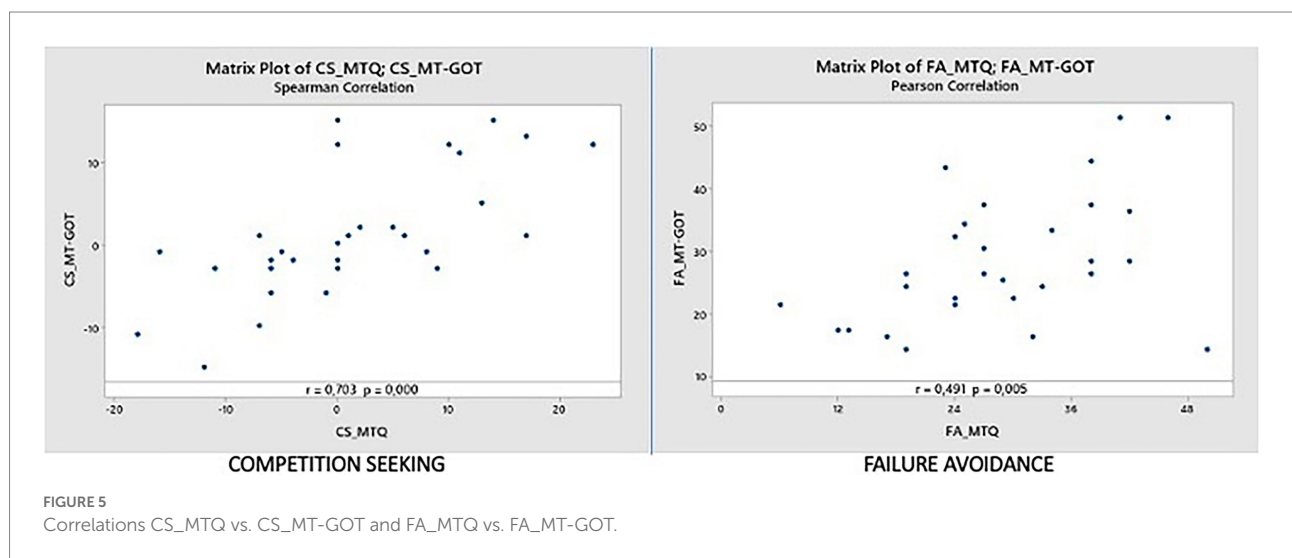 Matrix Plot of CS_MTQ; CS_MT-GOT
Spearman Correlation
CS_MT-GOT
10
0
-10
r = 0,703 p = 0,000
-20
-10
0
10
20
CS_MTQ
COMPETITION SEEKING
Matrix Plot of FA_MTQ; FA_MT-GOT
Pearson Correlation
FA_MT-GOT
50
40
30
20
10
r = 0,491 p = 0,005
0
12
24
36
48
FA_MTQ
FAILURE AVOIDANCE
FIGURE 5
Correlations CS_MTQ vs. CS_MT-GOT and FA_MTQ vs. FA_MT-GOT.